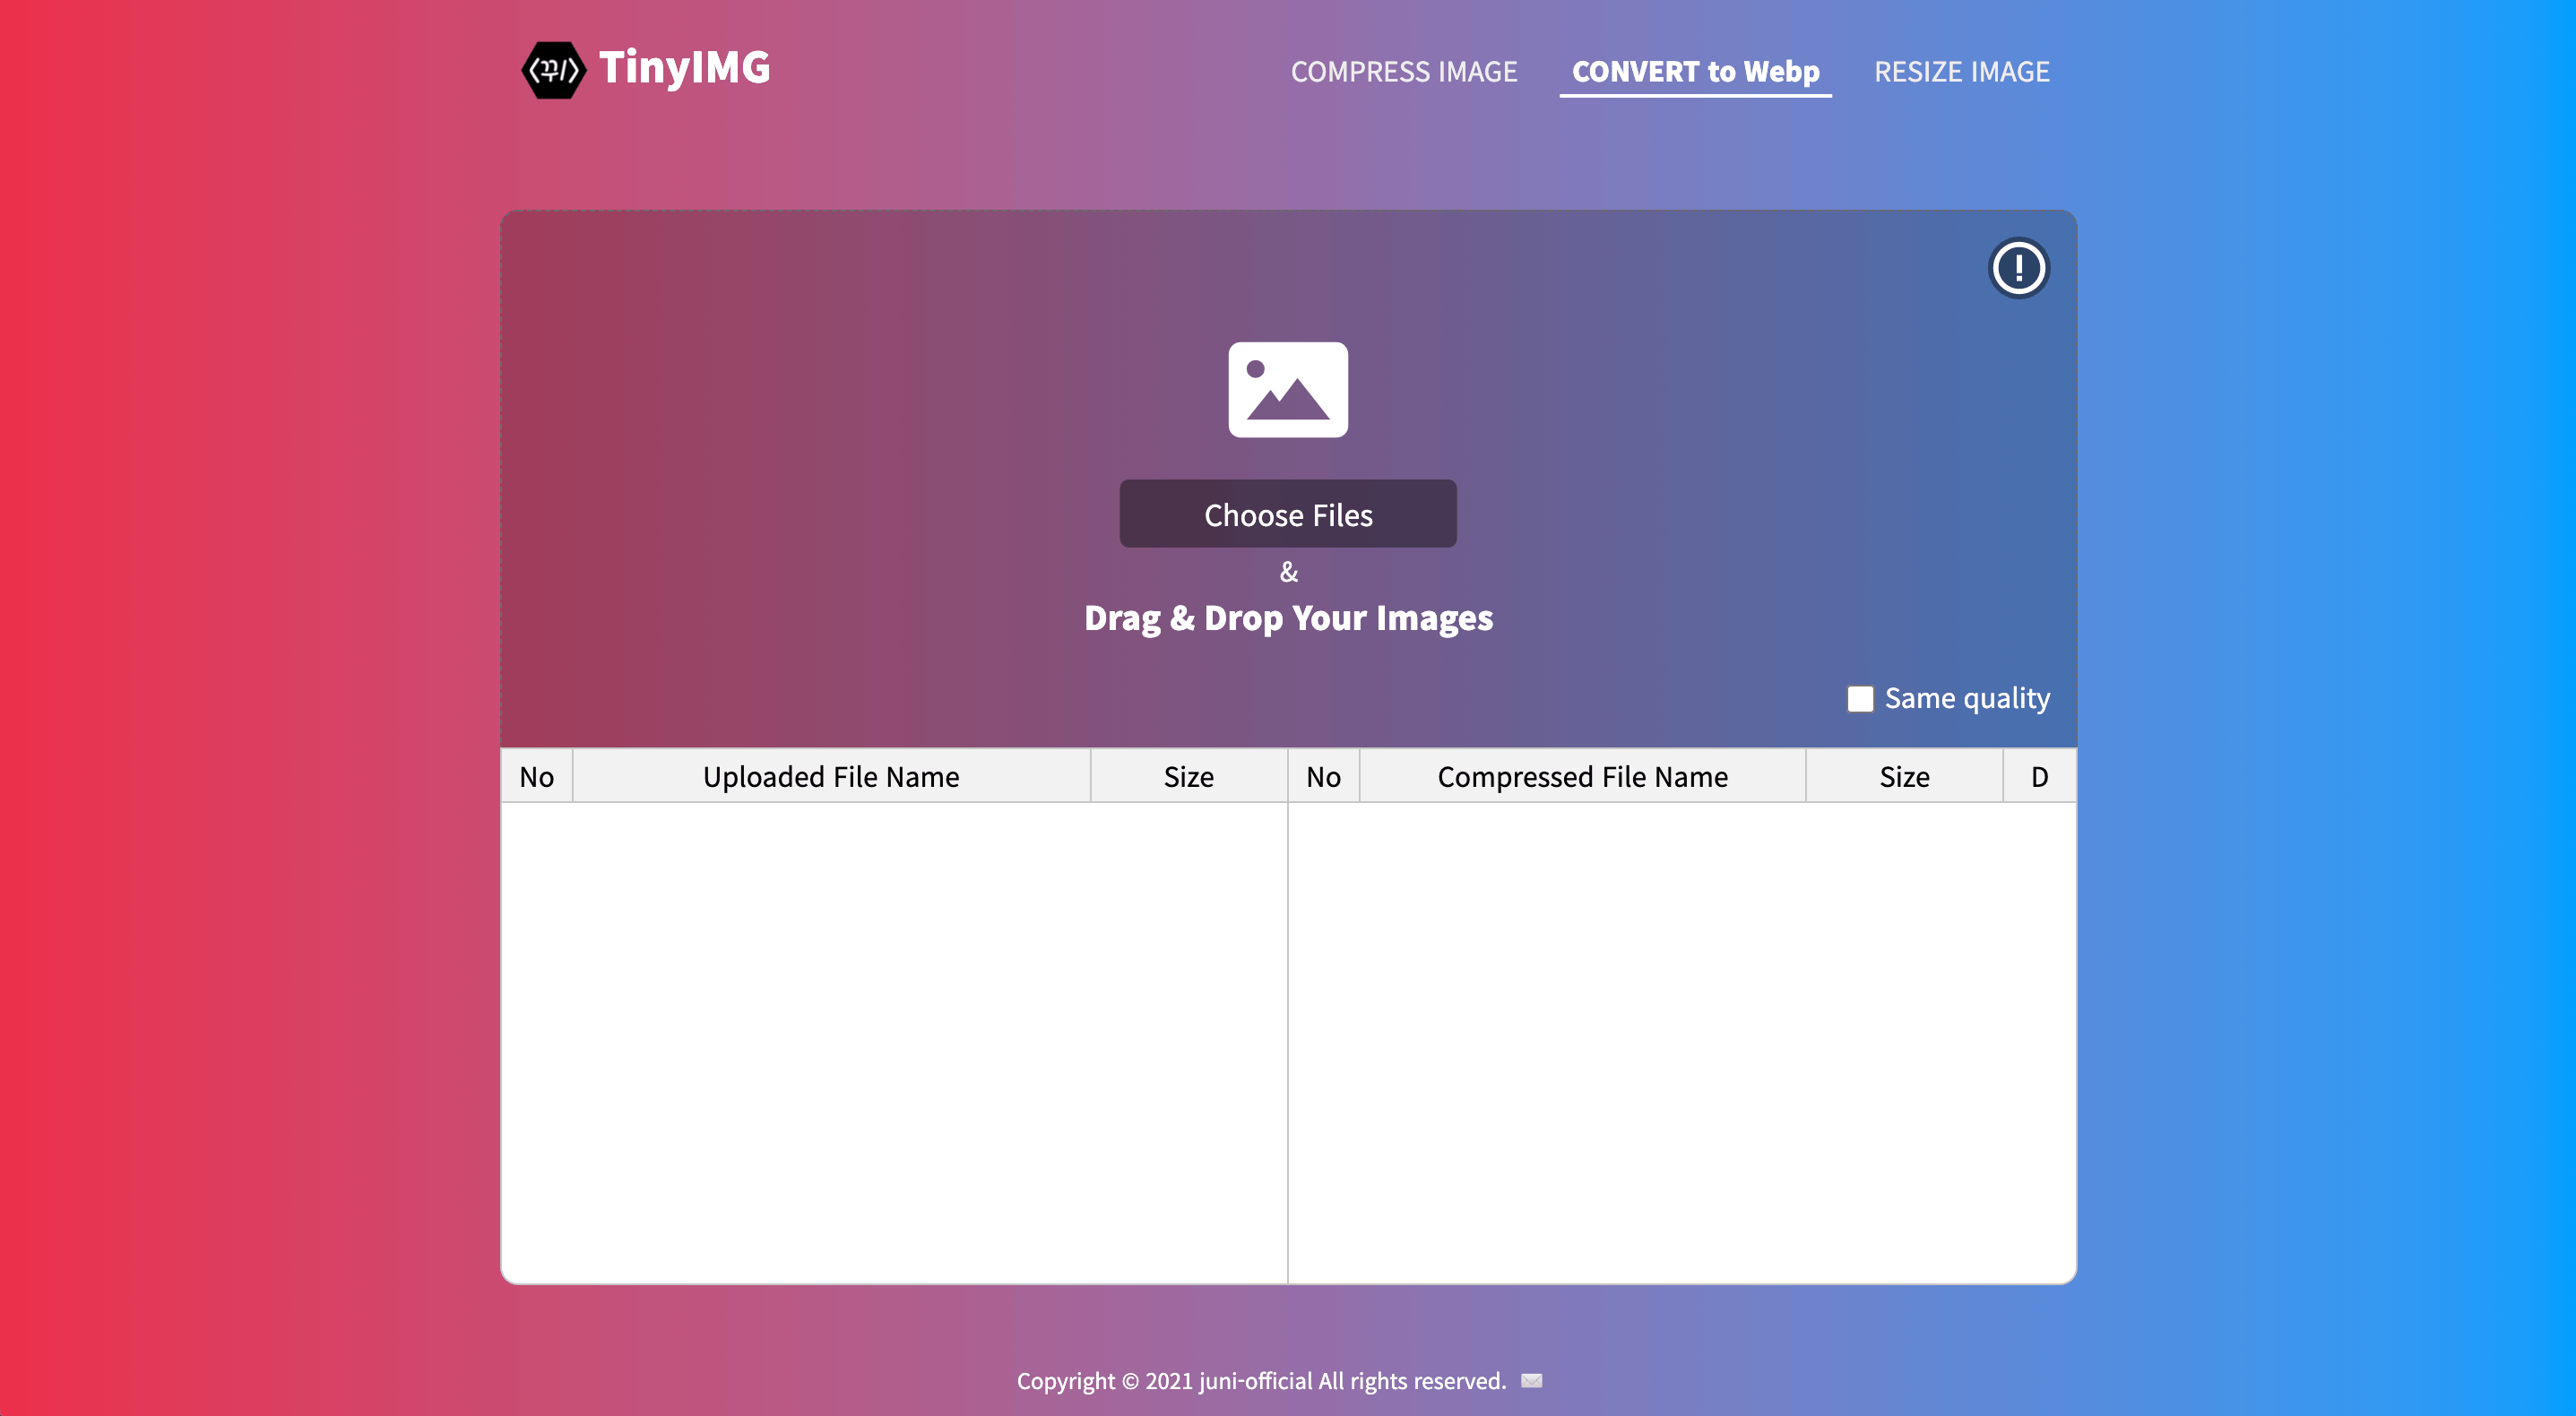 <꾸/> TinyIMG
COMPRESS IMAGE CONVERT to Webp RESIZE IMAGE
!
Choose Files
&
Drag & Drop Your Images
Same quality
No Uploaded File Name Size No Compressed File Name Size D
Copyright © 2021 juni-official All rights reserved. ✉